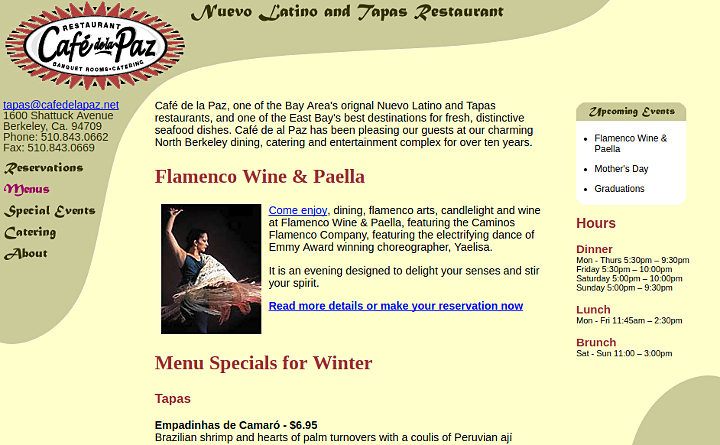 Nuevo Latino and Tapas Restaurant
RESTAURANT
Café de la Paz
BANQUET ROOMS • CATERING
tapas@cafedelapaz.net
1600 Shattuck Avenue
Berkeley, Ca. 94709
Phone: 510.843.0662
Fax: 510.843.0669
Reservations
Menus
Special Events
Catering
About
Café de la Paz, one of the Bay Area's orignal Nuevo Latino and Tapas
restaurants, and one of the East Bay's best destinations for fresh, distinctive
seafood dishes. Café de al Paz has been pleasing our guests at our charming
North Berkeley dining, catering and entertainment complex for over ten years.
Flamenco Wine & Paella
Come enjoy, dining, flamenco arts, candlelight and wine
at Flamenco Wine & Paella, featuring the Caminos
Flamenco Company, featuring the electrifying dance of
Emmy Award winning choreographer, Yaelisa.
It is an evening designed to delight your senses and stir
your spirit.
Read more details or make your reservation now
Menu Specials for Winter
Tapas
Empadinhas de Camaró - $6.95
Brazilian shrimp and hearts of palm turnovers with a coulis of Peruvian ají
Upcoming Events
• Flamenco Wine &
Paella
• Mother's Day
• Graduations
Hours
Dinner
Mon - Thurs 5:30pm – 9:30pm
Friday 5:30pm – 10:00pm
Saturday 5:00pm – 10:00pm
Sunday 5:00pm – 9:30pm
Lunch
Mon - Fri 11:45am – 2:30pm
Brunch
Sat - Sun 11:00 – 3:00pm